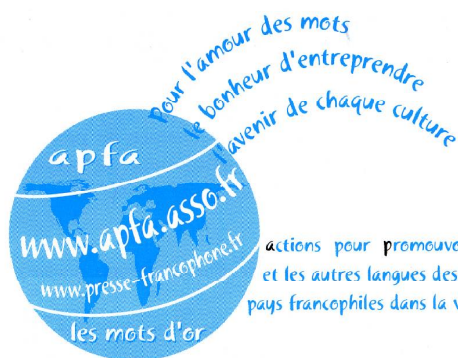 Pour l'amour des mots
le bonheur d'entreprendre
l'avenir de chaque culture
apfa
www.apfa.asso.fr
www.presse-francophone.fr
les mots d'or
actions pour promouvo
et les autres langues des
pays francophiles dans la v